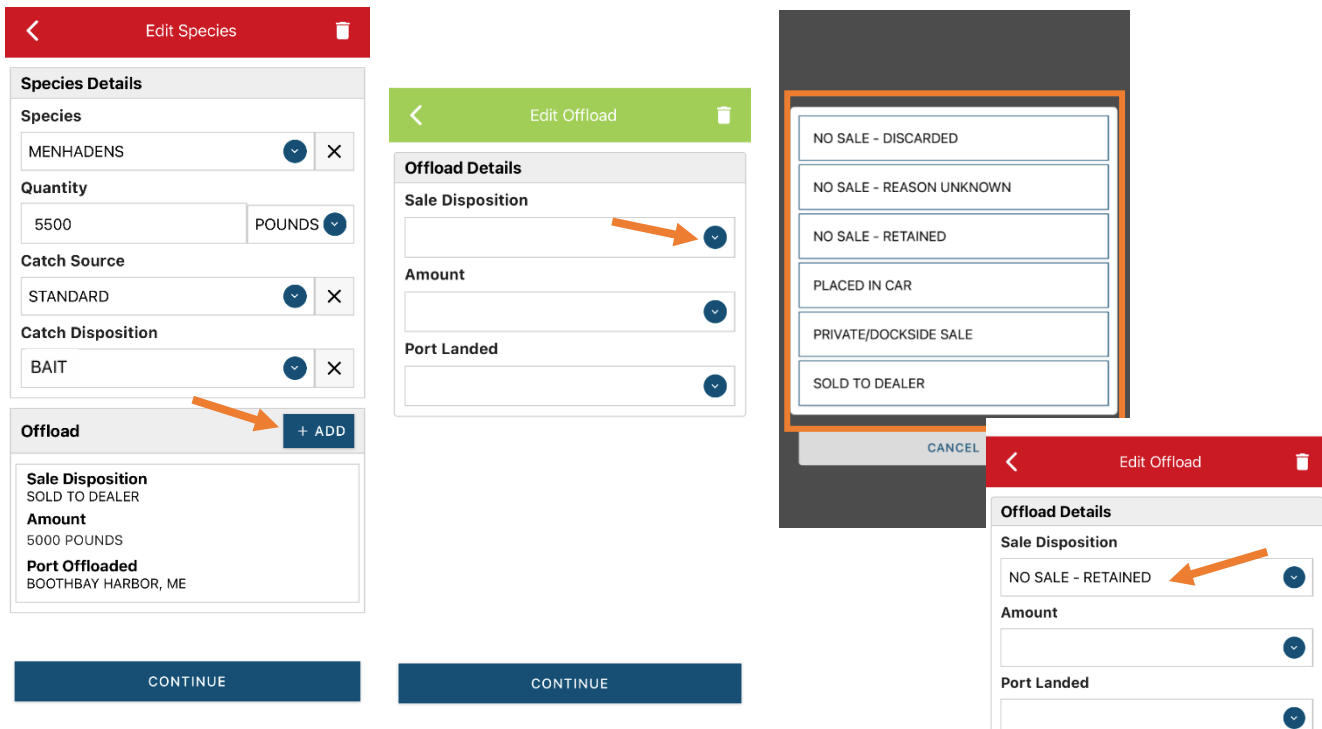 Edit Species
Species Details
Species
MENHADENS
Quantity
5500
POUNDS
Catch Source
STANDARD
Catch Disposition
BAIT
Offload
+ ADD
Sale Disposition
SOLD TO DEALER
Amount
5000 POUNDS
Port Offloaded
BOOTHBAY HARBOR, ME
CONTINUE
Edit Offload
Offload Details
Sale Disposition
Amount
Port Landed
CONTINUE
NO SALE - DISCARDED
NO SALE - REASON UNKNOWN
NO SALE - RETAINED
PLACED IN CAR
PRIVATE/DOCKSIDE SALE
SOLD TO DEALER
CANCEL
Edit Offload
Offload Details
Sale Disposition
NO SALE - RETAINED
Amount
Port Landed